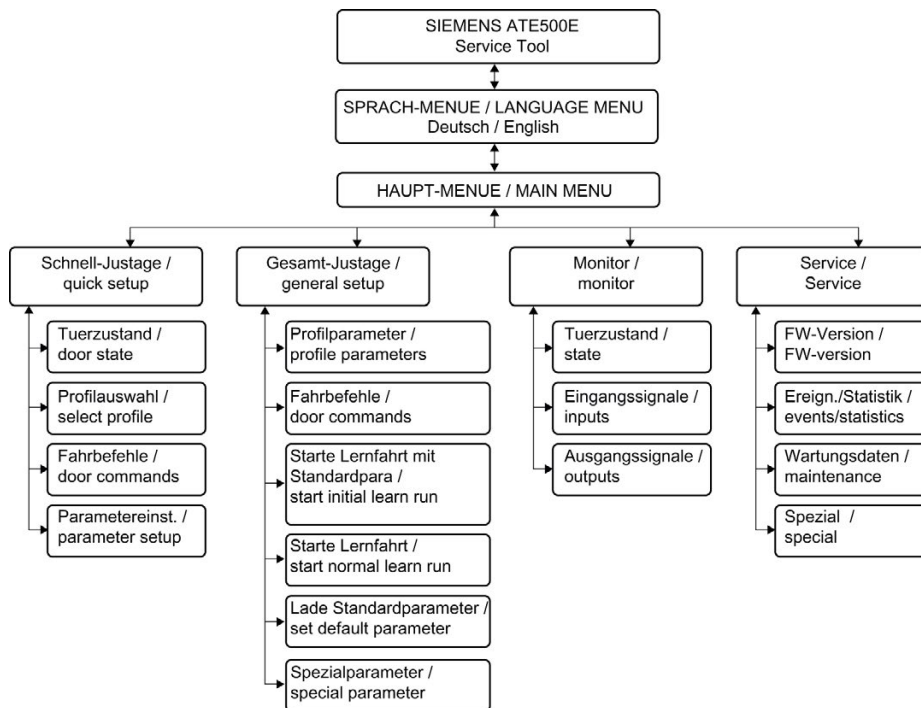 SIEMENS ATE500E
Service Tool
SPRACH-MENUE / LANGUAGE MENU
Deutsch / English
HAUPT-MENUE / MAIN MENU
Schnell-Justage /
quick setup
Tuerzustand /
door state
Profilauswahl /
select profile
Fahrbefehle /
door commands
Parametereinst. /
parameter setup
Gesamt-Justage /
general setup
Profilparameter /
profile parameters
Fahrbefehle /
door commands
Starte Lernfahrt mit
Standardpara /
start initial learn run
Starte Lernfahrt /
start normal learn run
Lade Standardparameter /
set default parameter
Spezialparameter /
special parameter
Monitor /
monitor
Tuerzustand /
state
Eingangssignale /
inputs
Ausgangssignale /
outputs
Service /
Service
FW-Version /
FW-version
Ereign./Statistik /
events/statistics
Wartungsdaten /
maintenance
Spezial /
special